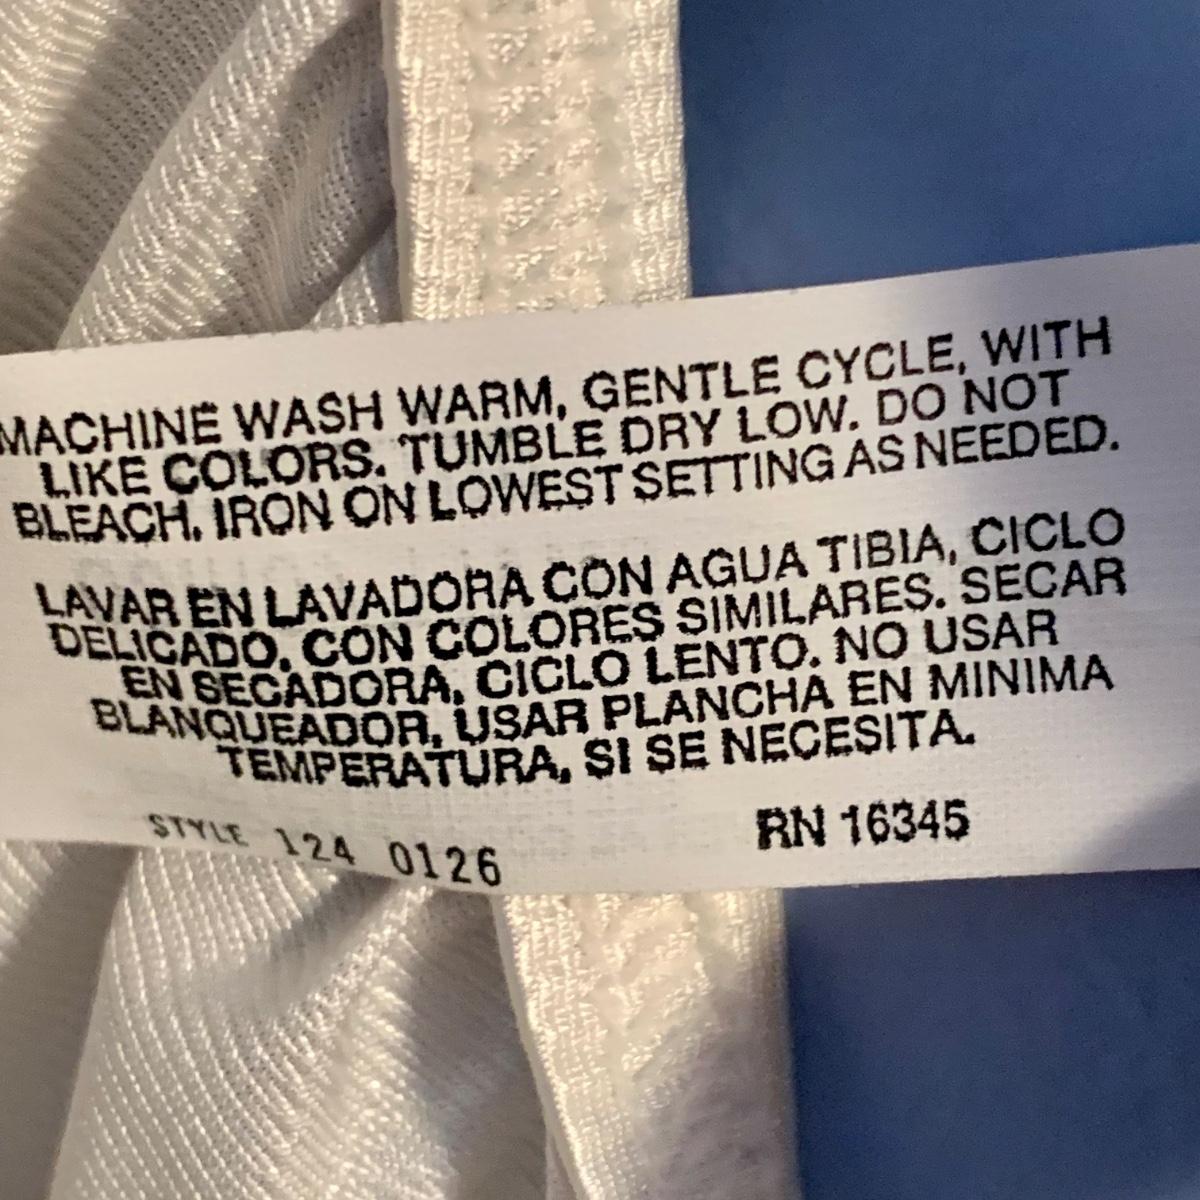 MACHINE WASH WARM, GENTLE CYCLE, WITH
LIKE COLORS. TUMBLE DRY LOW. DO NOT
BLEACH. IRON ON LOWEST SETTING AS NEEDED.
LAVAR EN LAVADORA CON AGUA TIBIA, CICLO
DELICADO, CON COLORES SIMILARES. SECAR
EN SECADORA, CICLO LENTO. NO USAR
BLANQUEADOR, USAR PLANCHA EN MINIMA
TEMPERATURA, SI SE NECESITA.
STYLE 124 0126 RN 16345